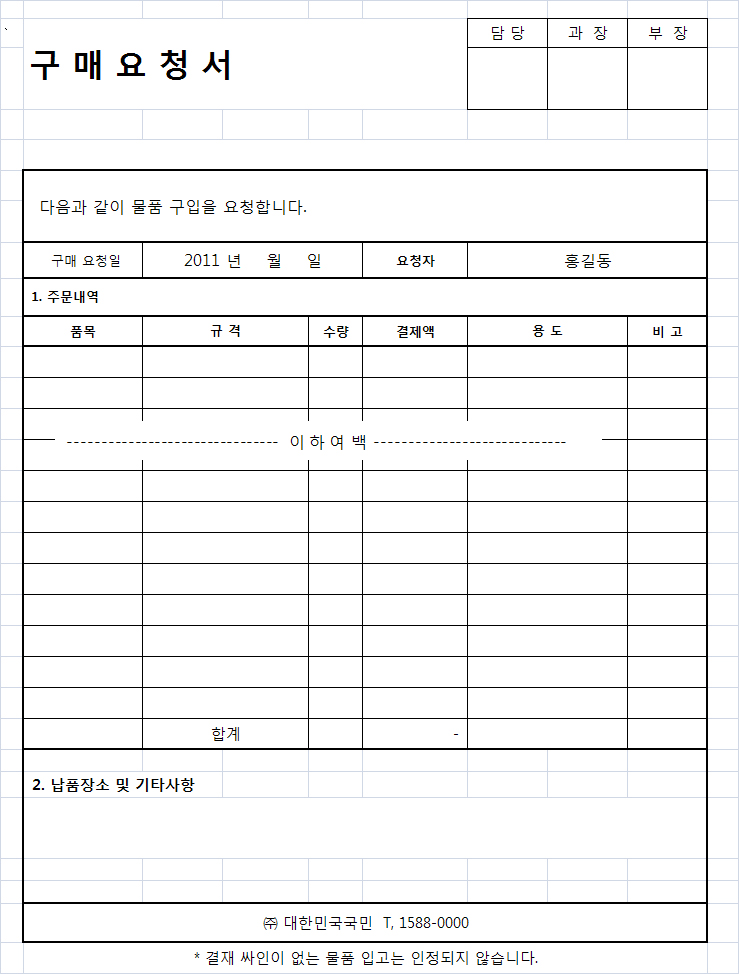 `
담 당 과 장 부 장
구 매 요 청 서
다음과 같이 물품 구입을 요청합니다.
구매 요청일 2011 년 월 일 요청자 홍길동
1. 주문내역
품목 규 격 수량 결제액 용 도 비 고
-------------------------------- 이 하 여 백 -----------------------------
합계 -
2. 납품장소 및 기타사항
㈜ 대한민국국민 T, 1588-0000
* 결재 싸인이 없는 물품 입고는 인정되지 않습니다.